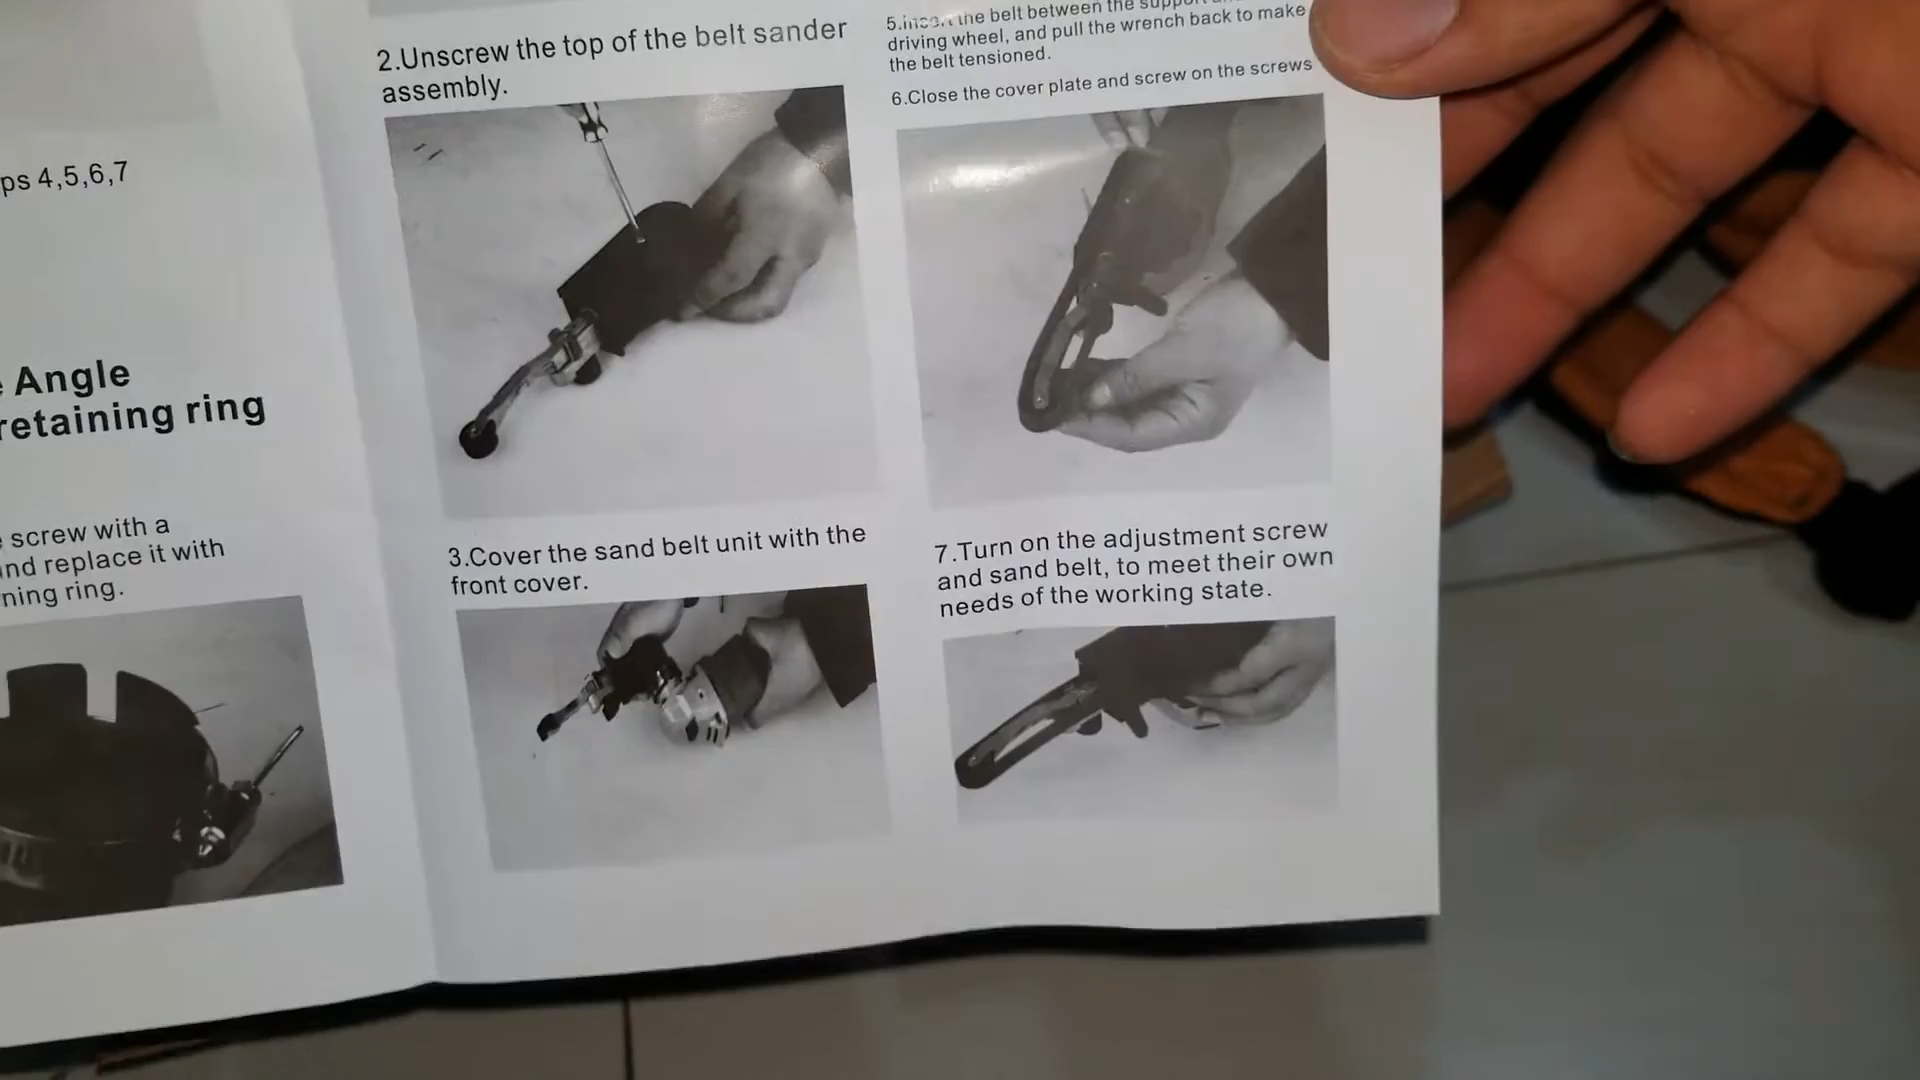 ps 4,5,6,7
Angle
retaining ring
screw with a
nd replace it with
ning ring.
2.Unscrew the top of the belt sander
assembly.
3.Cover the sand belt unit with the
front cover.
5.Insert the belt between the support
driving wheel, and pull the wrench back to make
the belt tensioned.
6.Close the cover plate and screw on the screws
7.Turn on the adjustment screw
and sand belt, to meet their own
needs of the working state.